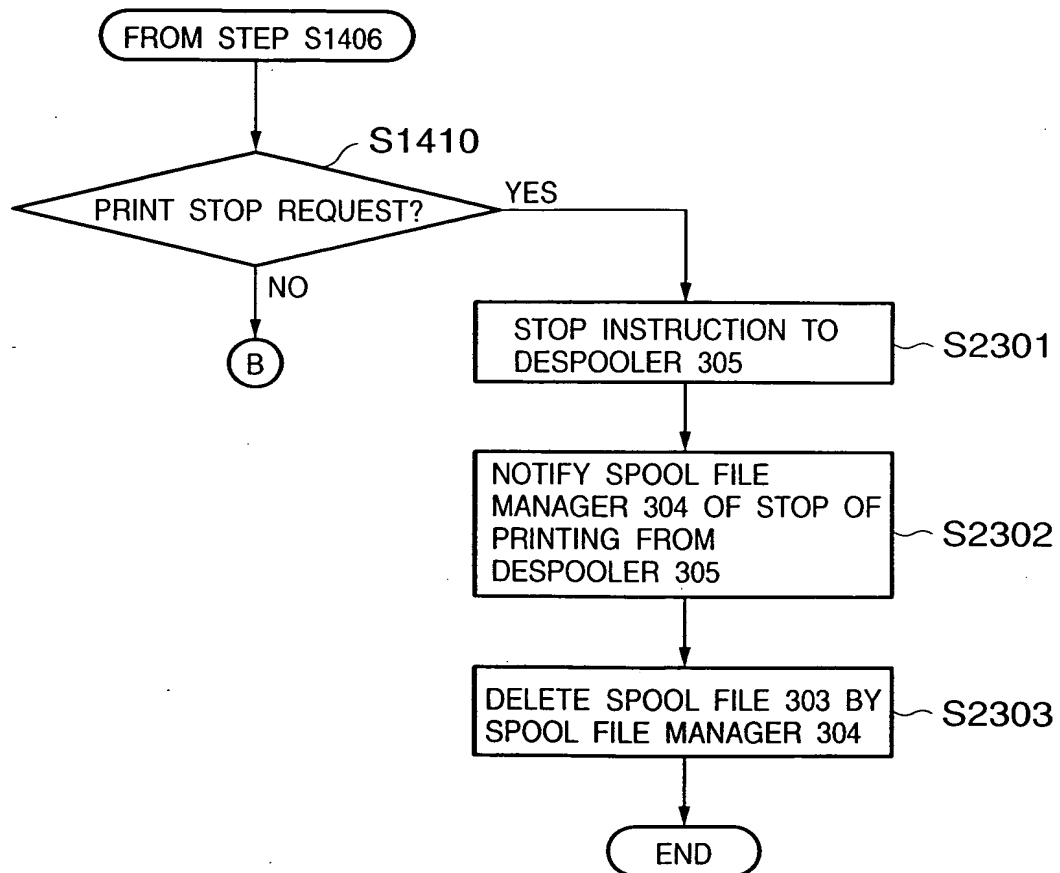 FROM STEP S1406
S1410
PRINT STOP REQUEST?
YES
NO
B
STOP INSTRUCTION TO
DESPOOLER 305
S2301
NOTIFY SPOOL FILE
MANAGER 304 OF STOP OF
PRINTING FROM
DESPOOLER 305
S2302
DELETE SPOOL FILE 303 BY
SPOOL FILE MANAGER 304
S2303
END